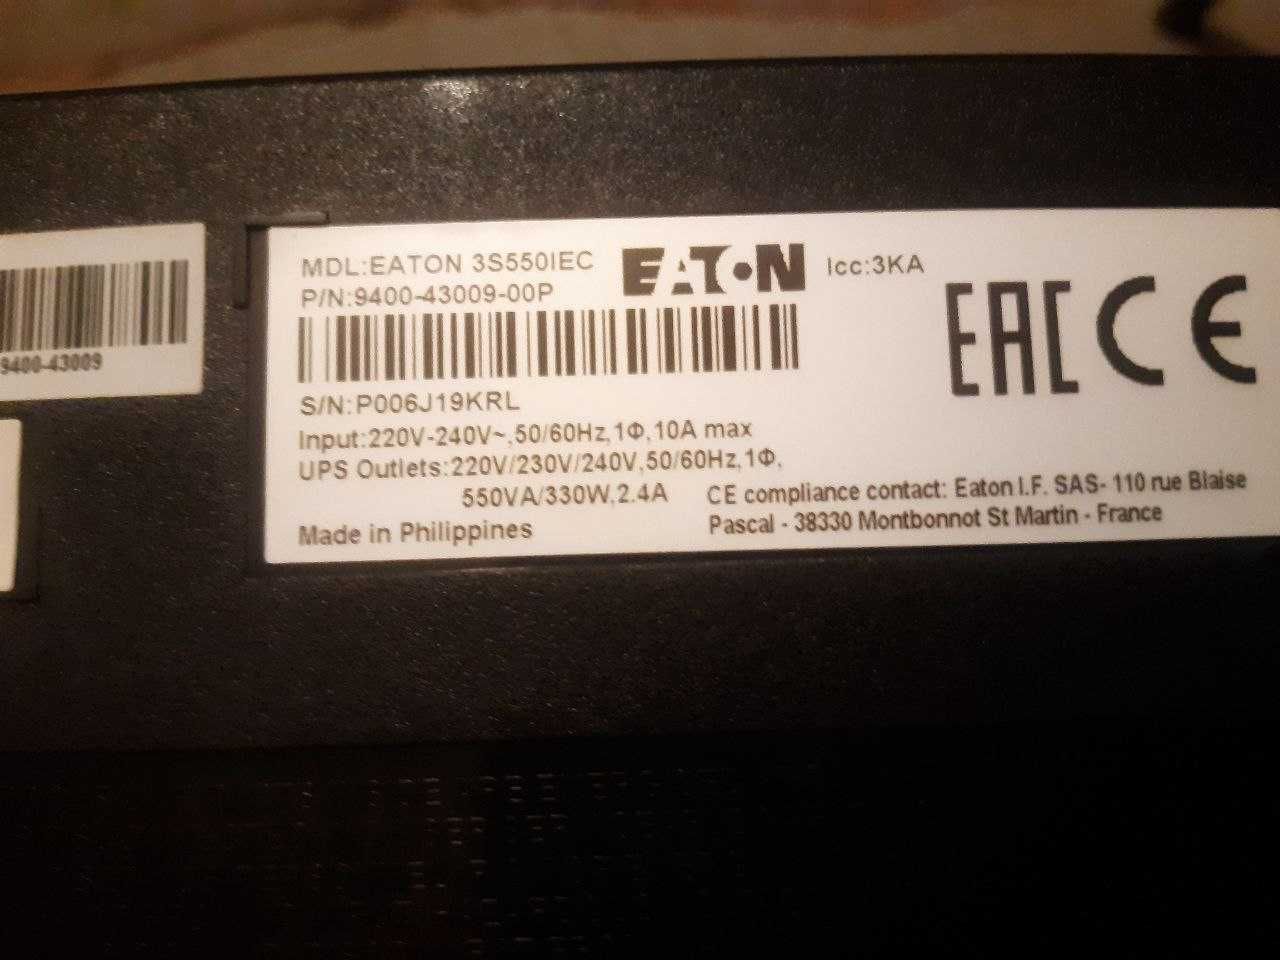 9400-43009
MDL:EATON 3S550IEC
P/N:9400-43009-00P
EATON
Icc:3KA
EAC CE
S/N:P006J19KRL
Input:220V-240V~,50/60Hz,1Φ,10A max
UPS Outlets:220V/230V/240V,50/60Hz,1Φ,
550VA/330W,2.4A
Made in Philippines
CE compliance contact: Eaton I.F. SAS- 110 rue Blaise
Pascal - 38330 Montbonnot St Martin - France